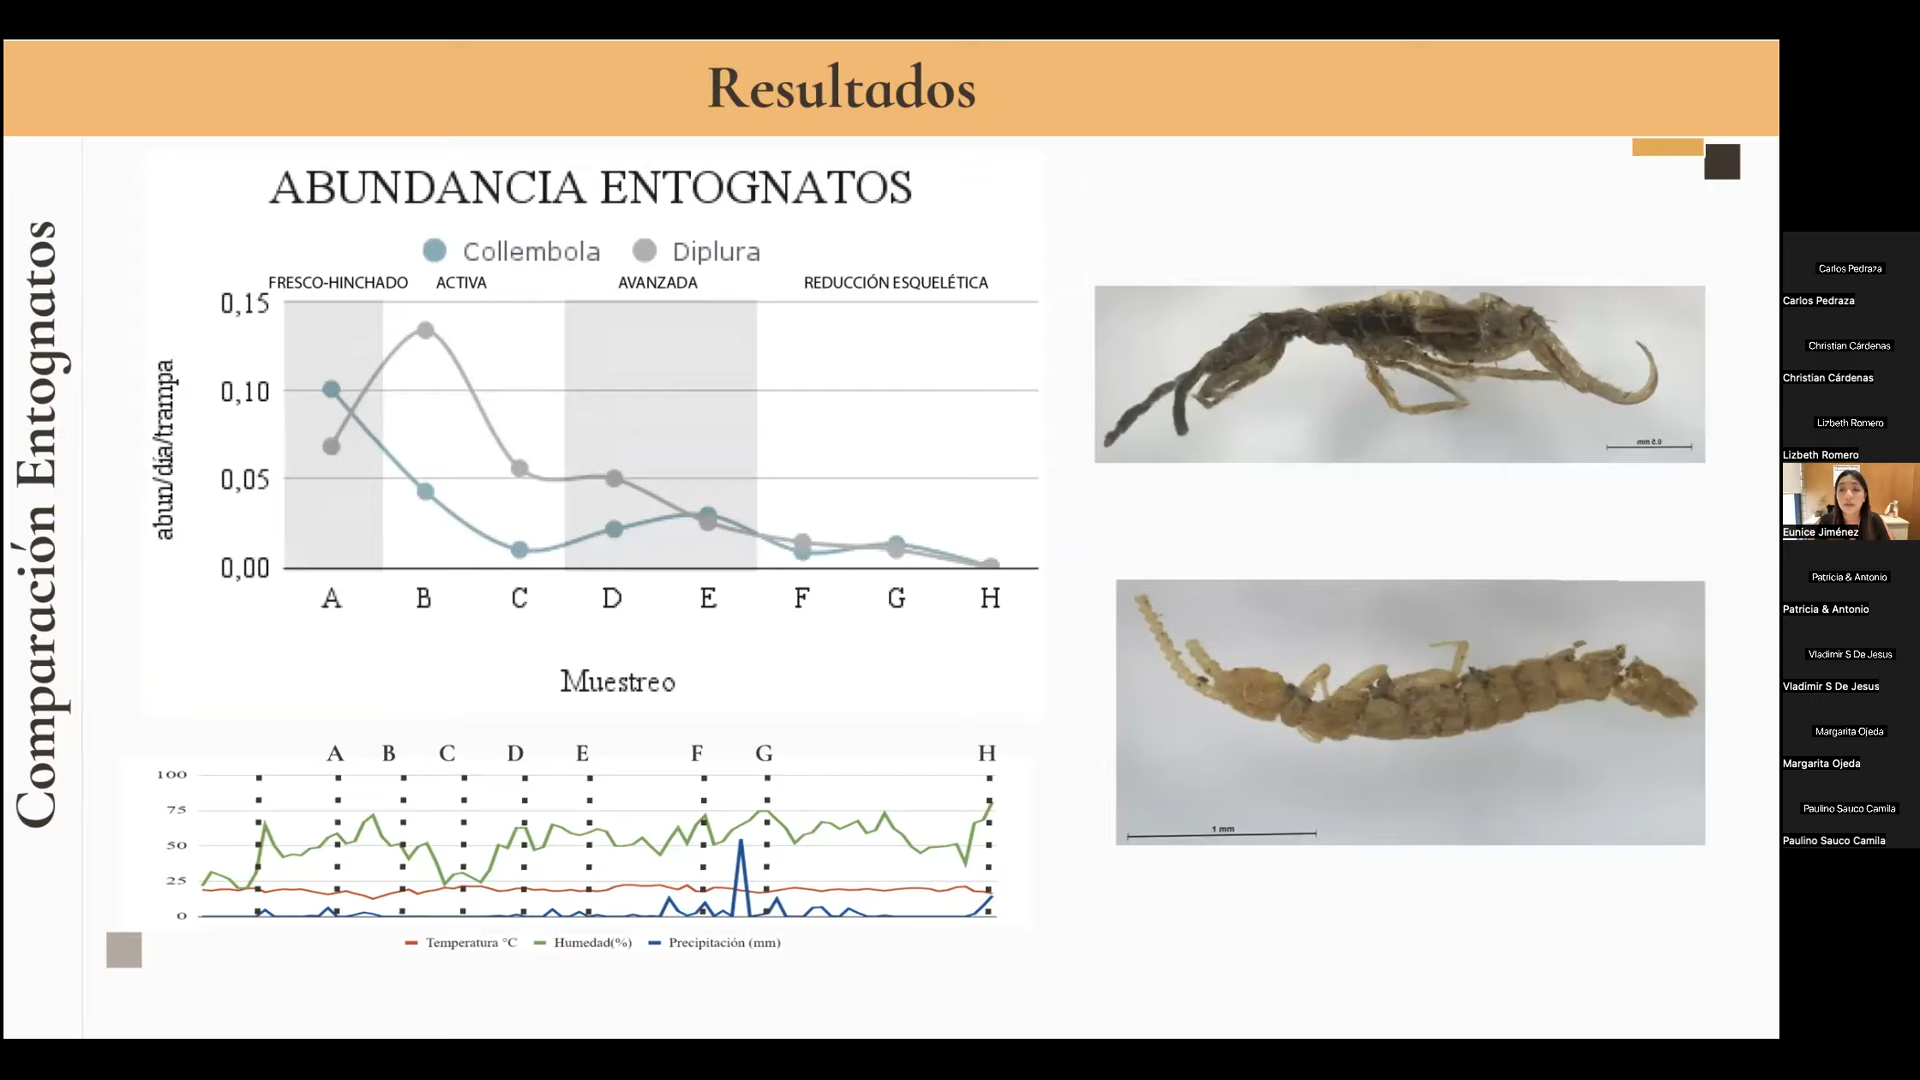 Resultados
Comparación Entognatos
ABUNDANCIA ENTOGNATOS
Collembola Diplura
FRESCO-HINCHADO ACTIVA AVANZADA REDUCCIÓN ESQUELÉTICA
0,15
0,10
0,05
0,00
abun/día/trampa
A B C D E F G H
Muestreo
A B C D E F G H
100
75
50
25
0
Temperatura °C Humedad(%) Precipitación (mm)
0.5 mm
1 mm
Carlos Pedraza
Carlos Pedraza
Christian Cárdenas
Christian Cárdenas
Lizbeth Romero
Lizbeth Romero
Eunice Jiménez
Patricia & Antonio
Patricia & Antonio
Vladimir S De Jesus
Vladimir S De Jesus
Margarita Ojeda
Margarita Ojeda
Paulino Sauco Camila
Paulino Sauco Camila